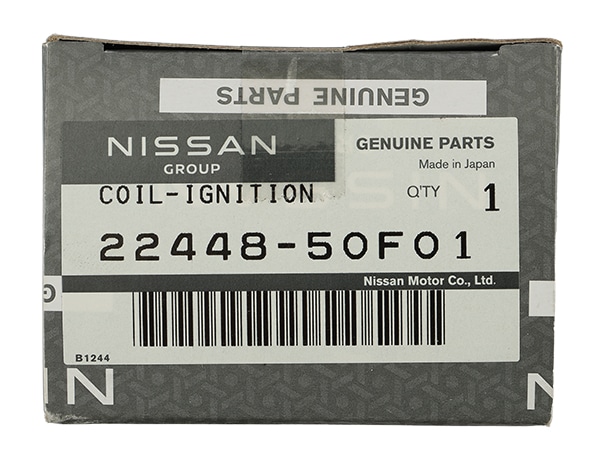 GENUINE PARTS
NISSAN
GROUP
GENUINE PARTS
Made in Japan
COIL-IGNITION
Q'TY 1
22448-50F01
Nissan Motor Co., Ltd.
B1244